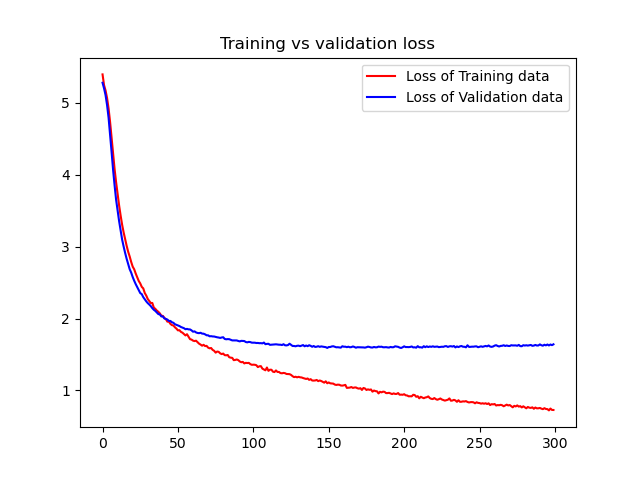 Training vs validation loss
Loss of Training data
Loss of Validation data
5
4
3
2
1
0 50 100 150 200 250 300